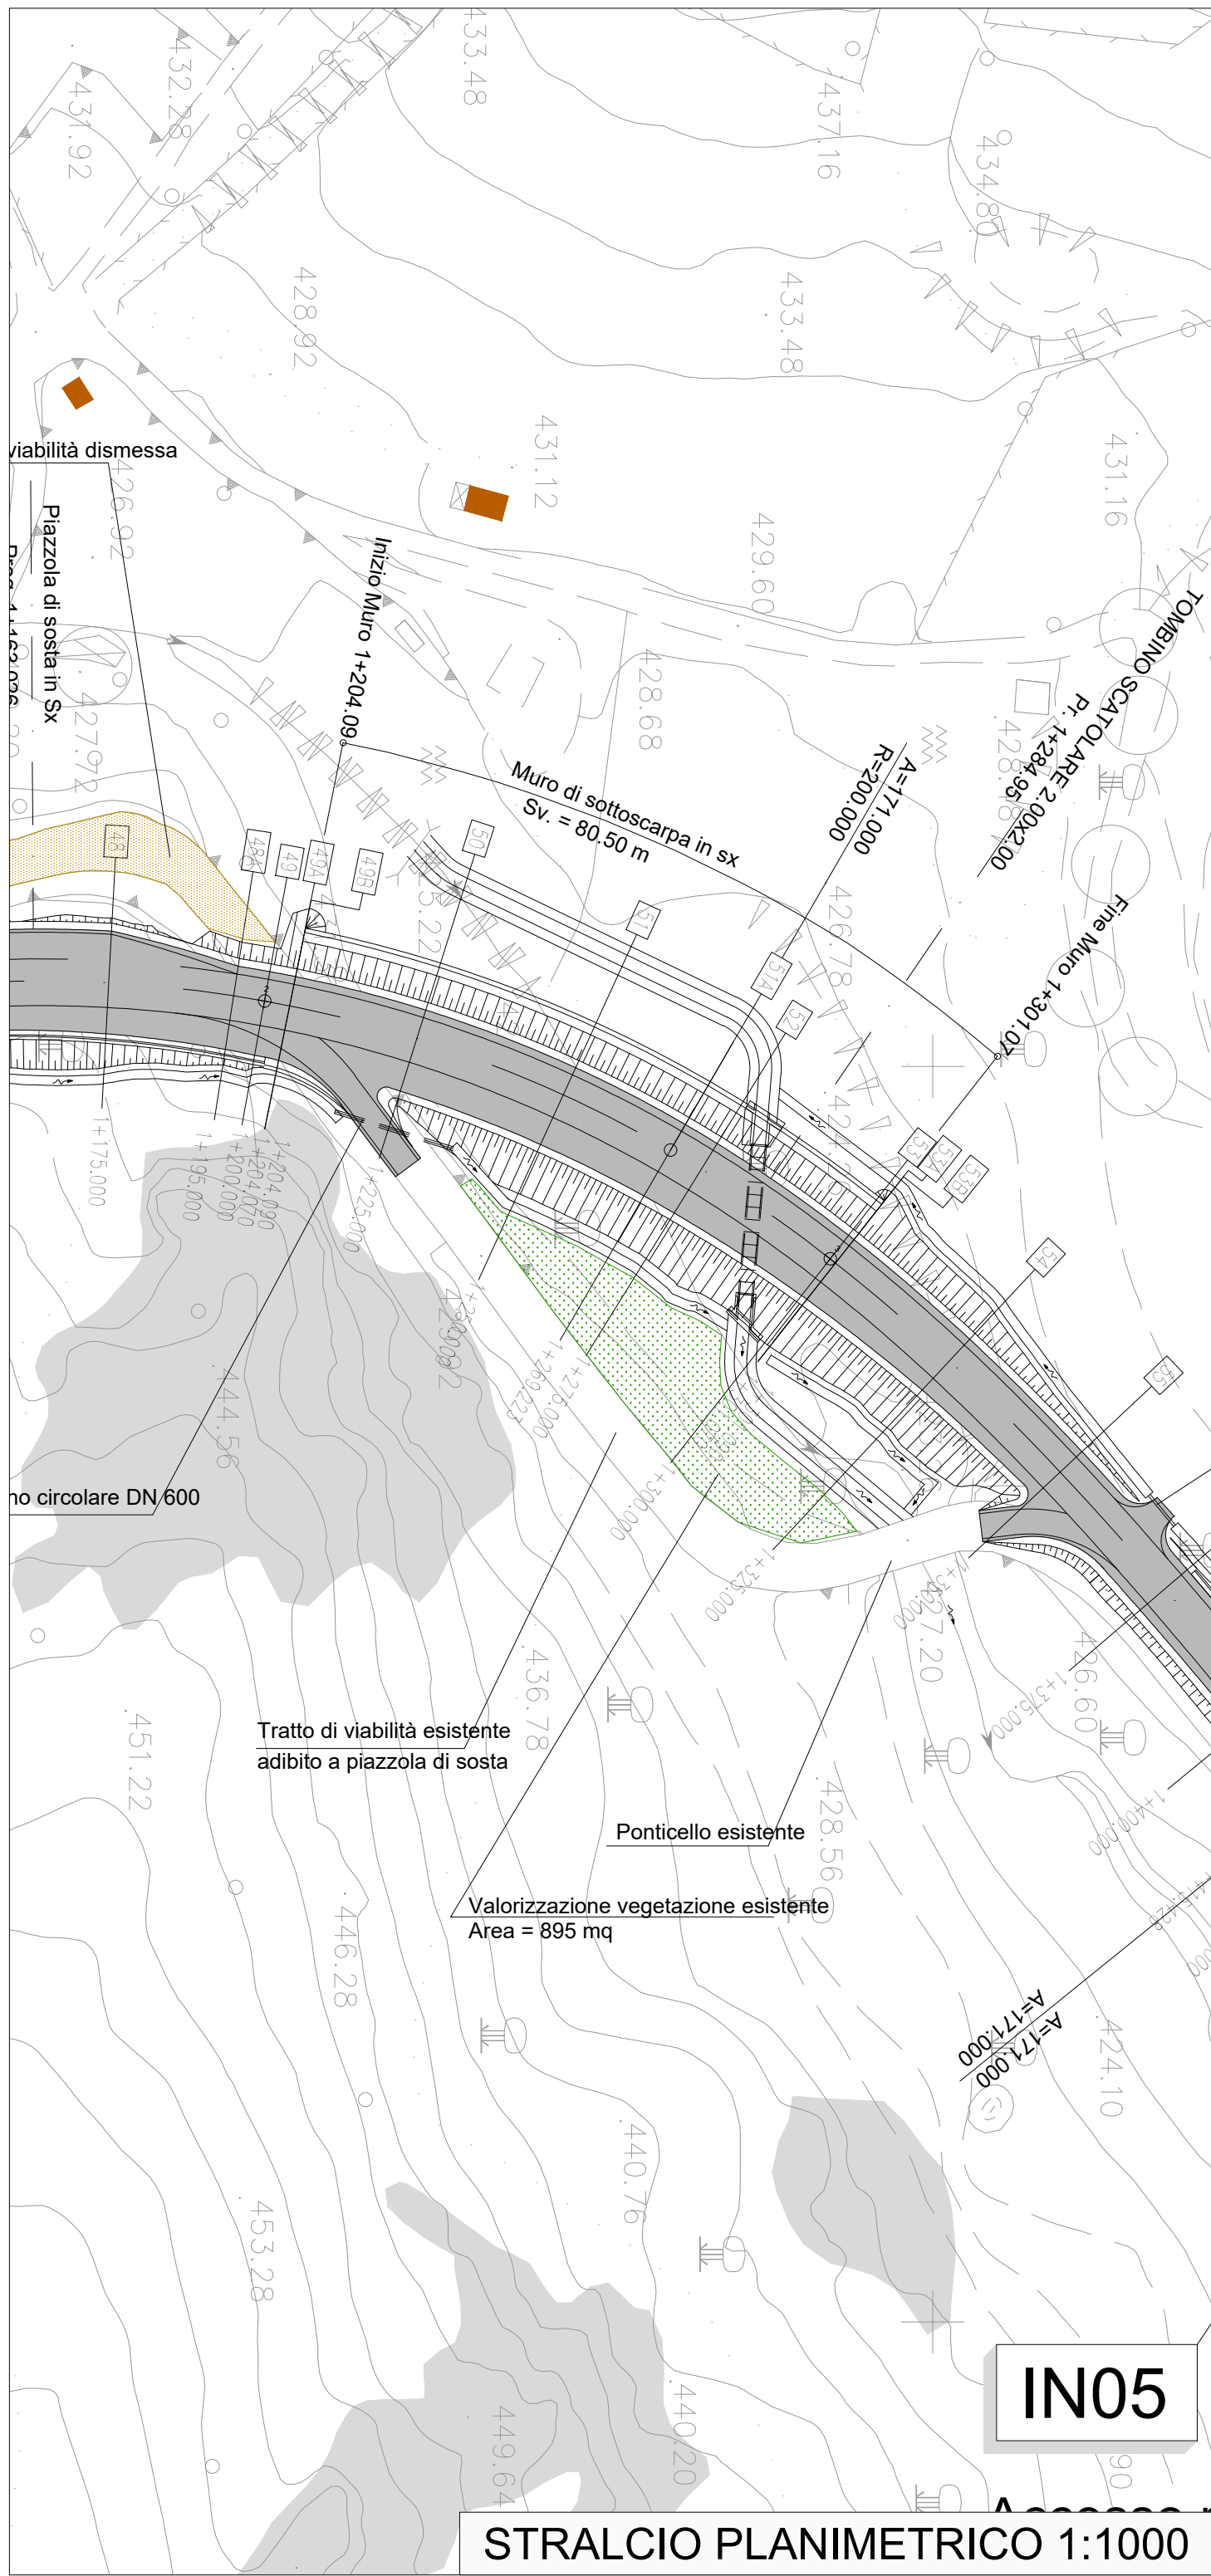 432.28
433.48
431.92
437.16
434.80
428.92
433.48
431.12
431.16
viabilità dismessa
426.92
429.60
Piazzola di sosta in Sx
Inizio Muro 1+204.09
428.68
427.72
TOMBINO SCATOLARE 2.00x2.00
Pr. 1+284.95
Muro di sottoscarpa in sx
Sv. = 80.50 m
A=171.000
R=200.000
426.78
Fine Muro 1+301.07
48
48A
49
49A
49B
50
51
51A
52
53
53A
53B
54
55
1+175.000
1+195.000
1+200.000
1+204.070
1+204.090
1+225.000
1+269.223
1+275.000
1+300.000
1+325.000
1+350.000
1+375.000
1+400.000
444.56
no circolare DN 600
427.20
426.60
436.78
451.22
Tratto di viabilità esistente
adibito a piazzola di sosta
Ponticello esistente
428.56
Valorizzazione vegetazione esistente
Area = 895 mq
446.28
A=171.000
A=171.000
424.10
440.76
453.28
440.20
449.64
IN05
90
STRALCIO PLANIMETRICO 1:1000